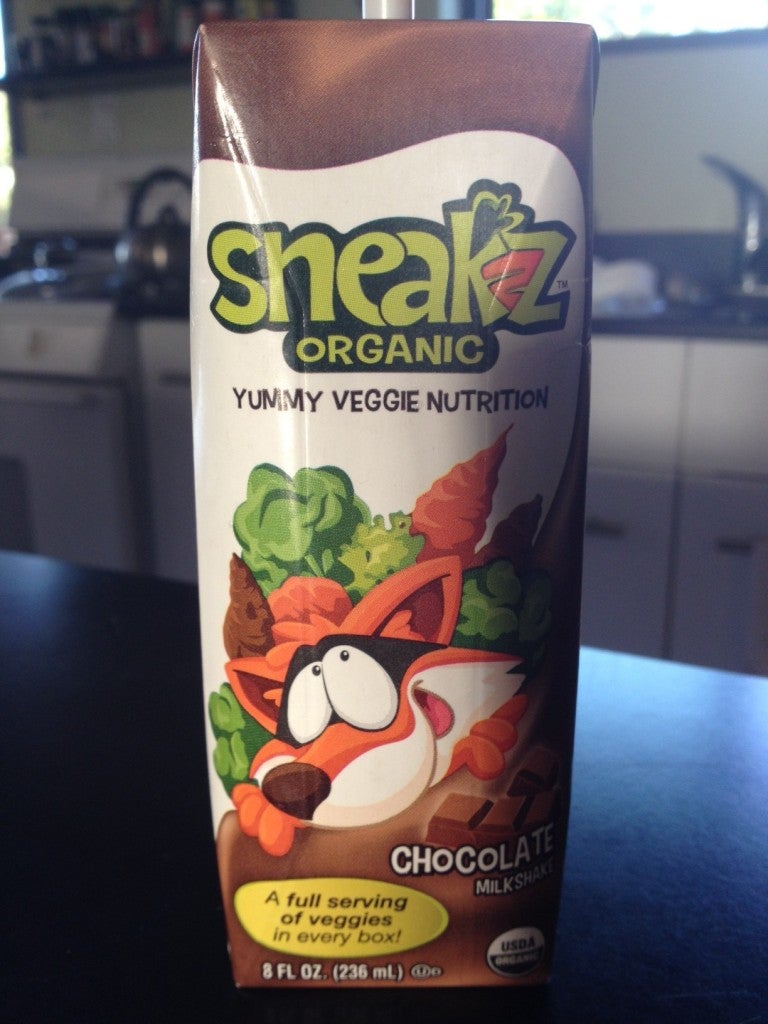 sneakz™
ORGANIC
YUMMY VEGGIE NUTRITION
CHOCOLATE
MILKSHAKE
A full serving
of veggies
in every box!
8 FL OZ. (236 mL) U D
USDA
ORGANIC